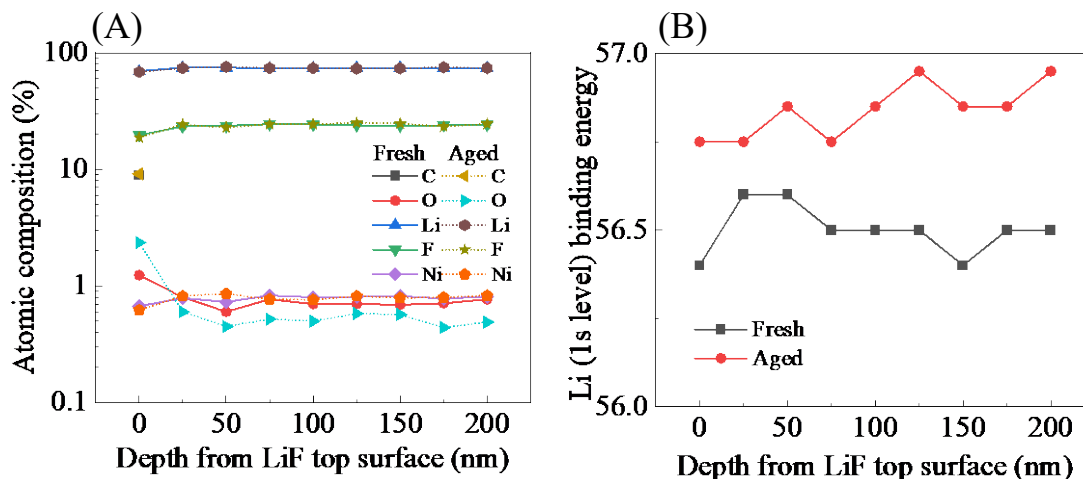 (A)
100
10
1
0.1
Atomic composition (%)
Fresh Aged
C C
O O
Li Li
F F
Ni Ni
0 50 100 150 200
Depth from LiF top surface (nm)
(B)
57.0
56.5
56.0
Li (1s level) binding energy
Fresh
Aged
0 50 100 150 200
Depth from LiF top surface (nm)